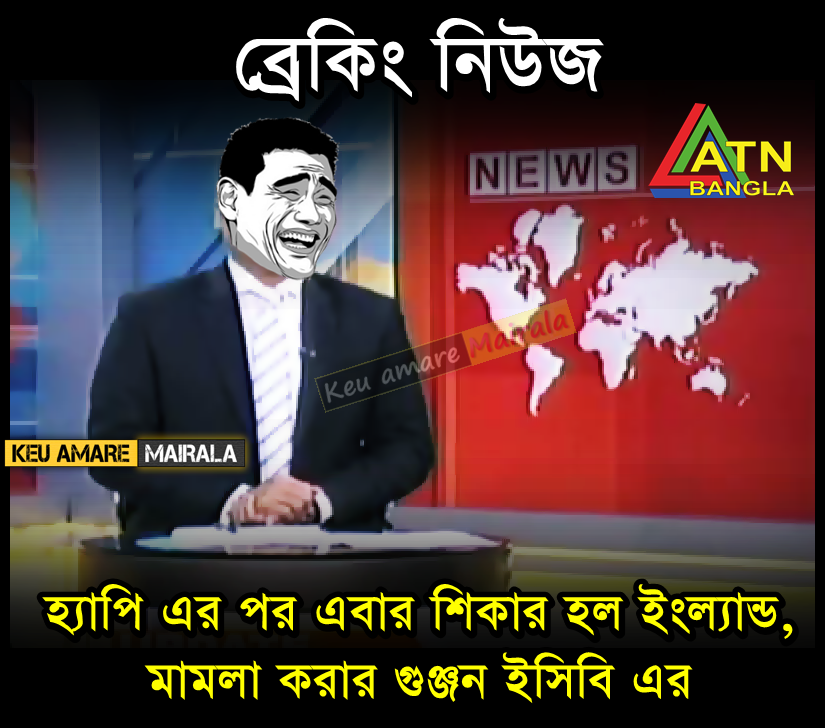 ব্রেকিং নিউজ
NEWS
ATN
BANGLA
Keu amare Mairala
KEU AMARE MAIRALA
হ্যাপি এর পর এবার শিকার হল ইংল্যান্ড,
মামলা করার গুঞ্জন ইসিবি এর